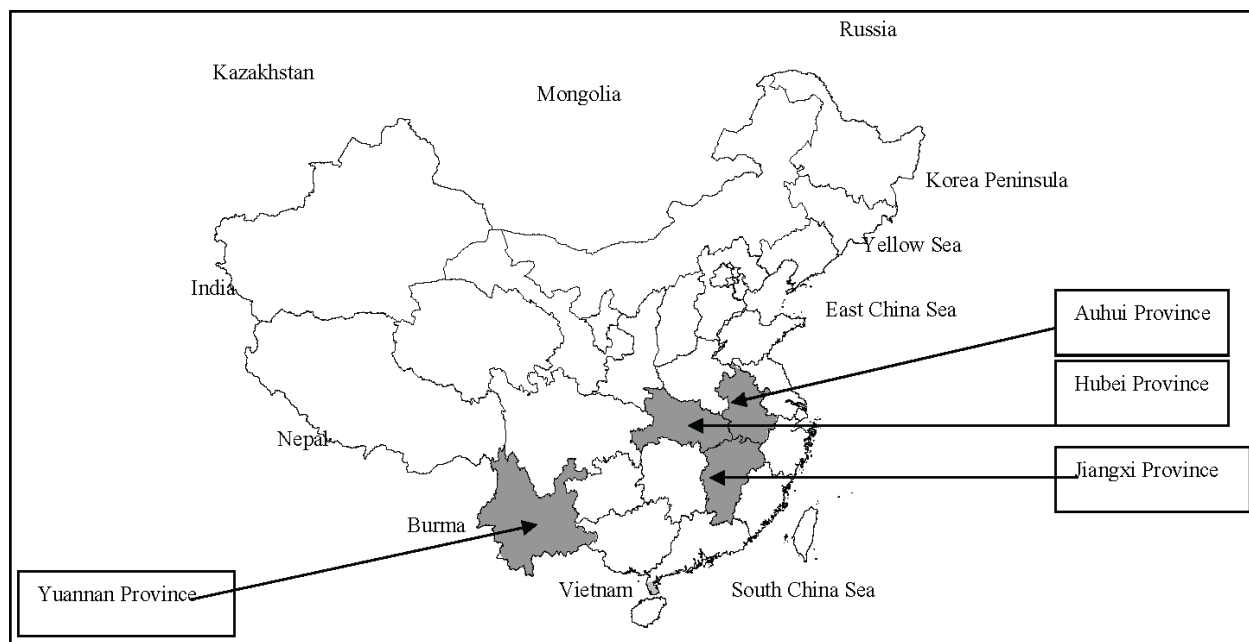 Russia
Kazakhstan
Mongolia
Korea Peninsula
Yellow Sea
India
East China Sea
Auhui Province
Hubei Province
Nepal
Jiangxi Province
Burma
Vietnam
South China Sea
Yuannan Province